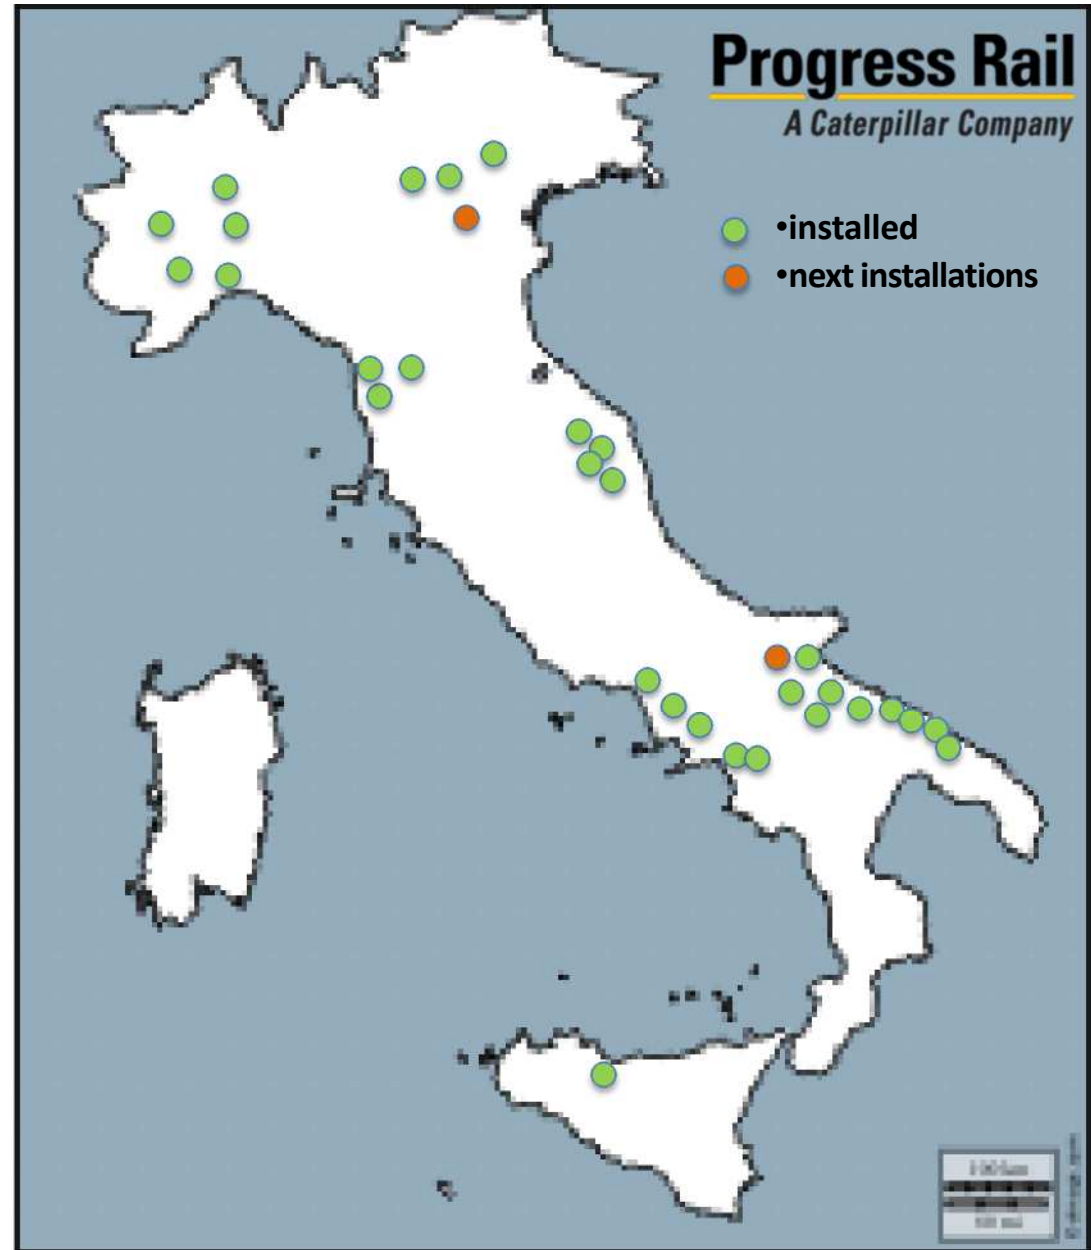 Progress Rail
A Caterpillar Company
•installed
•next installations